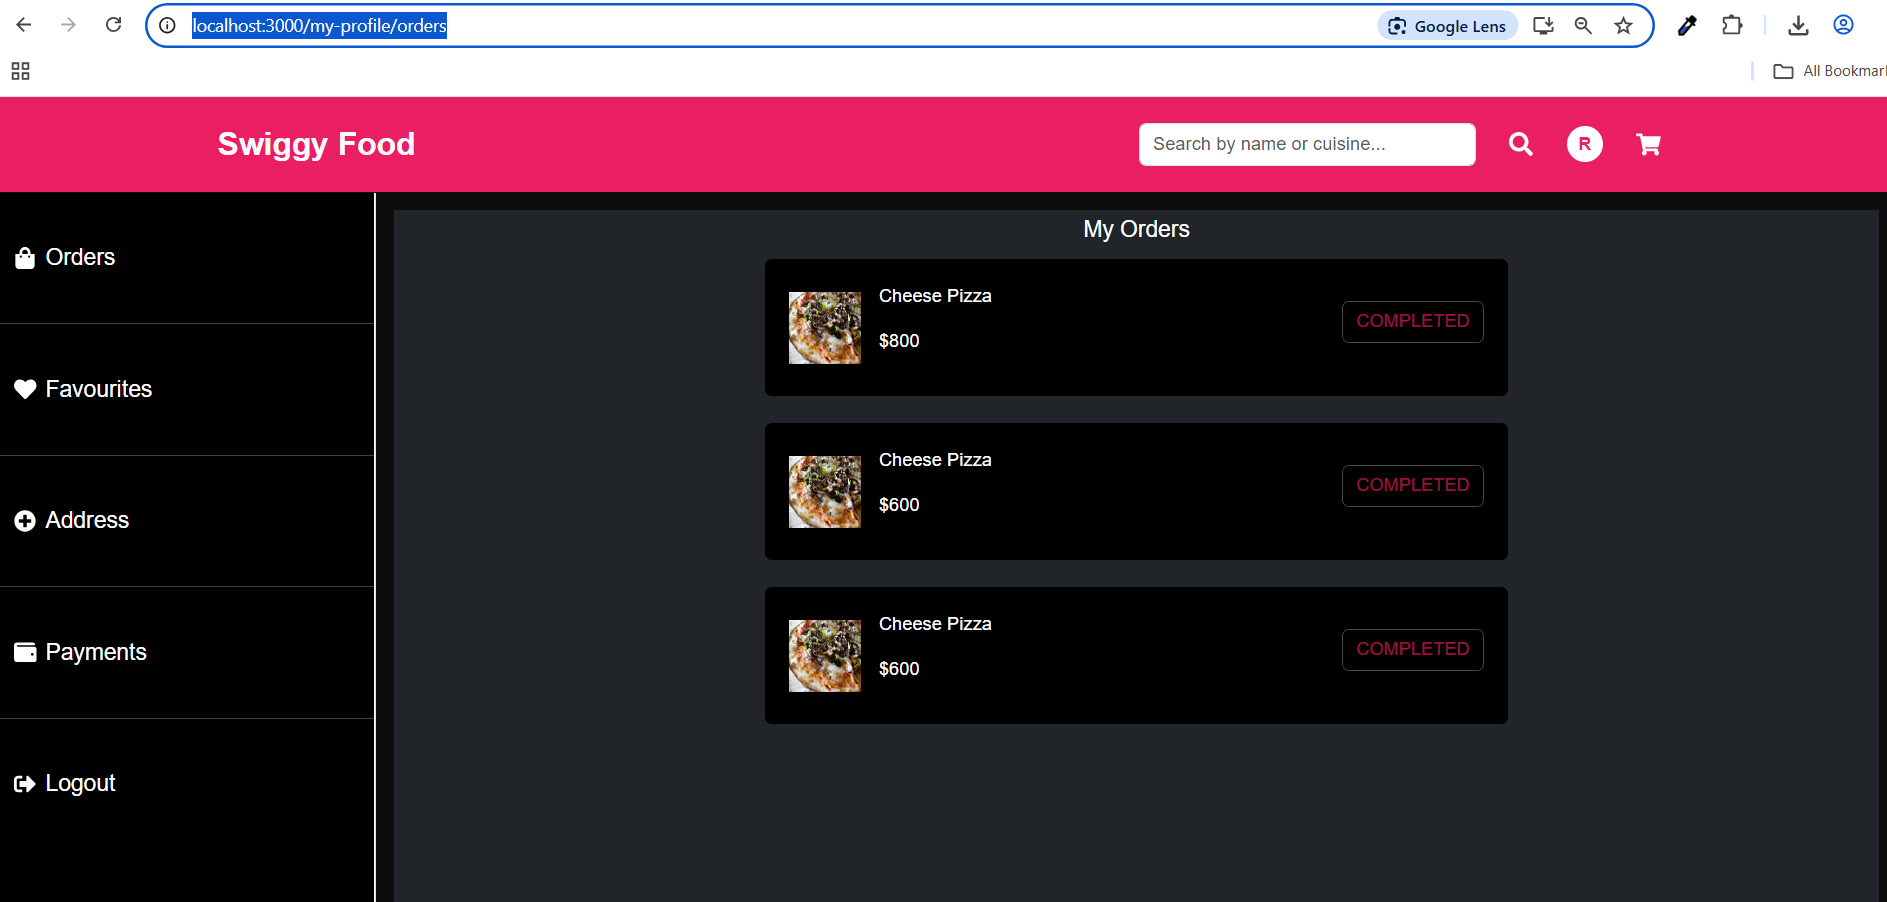 localhost:3000/my-profile/orders
Google Lens
All Bookmar
Swiggy Food
Search by name or cuisine...
R
Orders
Favourites
Address
Payments
Logout
My Orders
Cheese Pizza
$800
COMPLETED
Cheese Pizza
$600
COMPLETED
Cheese Pizza
$600
COMPLETED